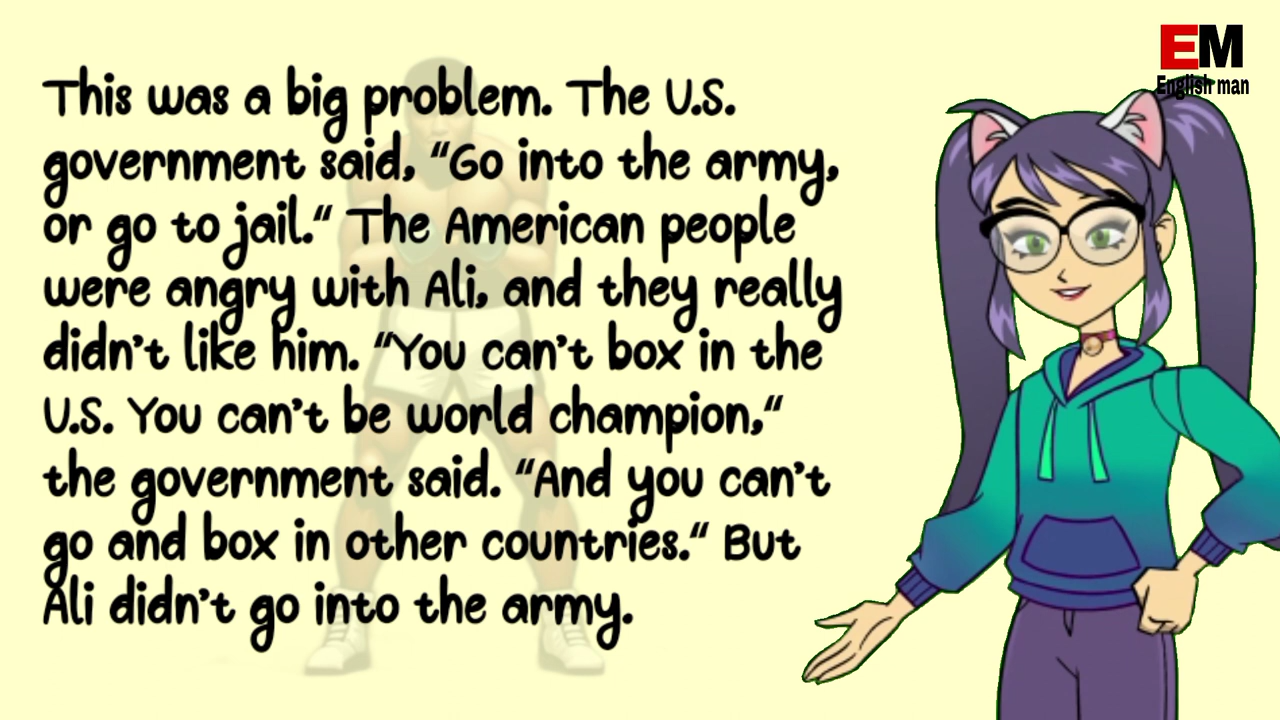 EM
English man
This was a big problem. The U.S.
government said, “Go into the army,
or go to jail.“ The American people
were angry with Ali, and they really
didn’t like him. “You can’t box in the
U.S. You can’t be world champion,“
the government said. “And you can’t
go and box in other countries.“ But
Ali didn’t go into the army.